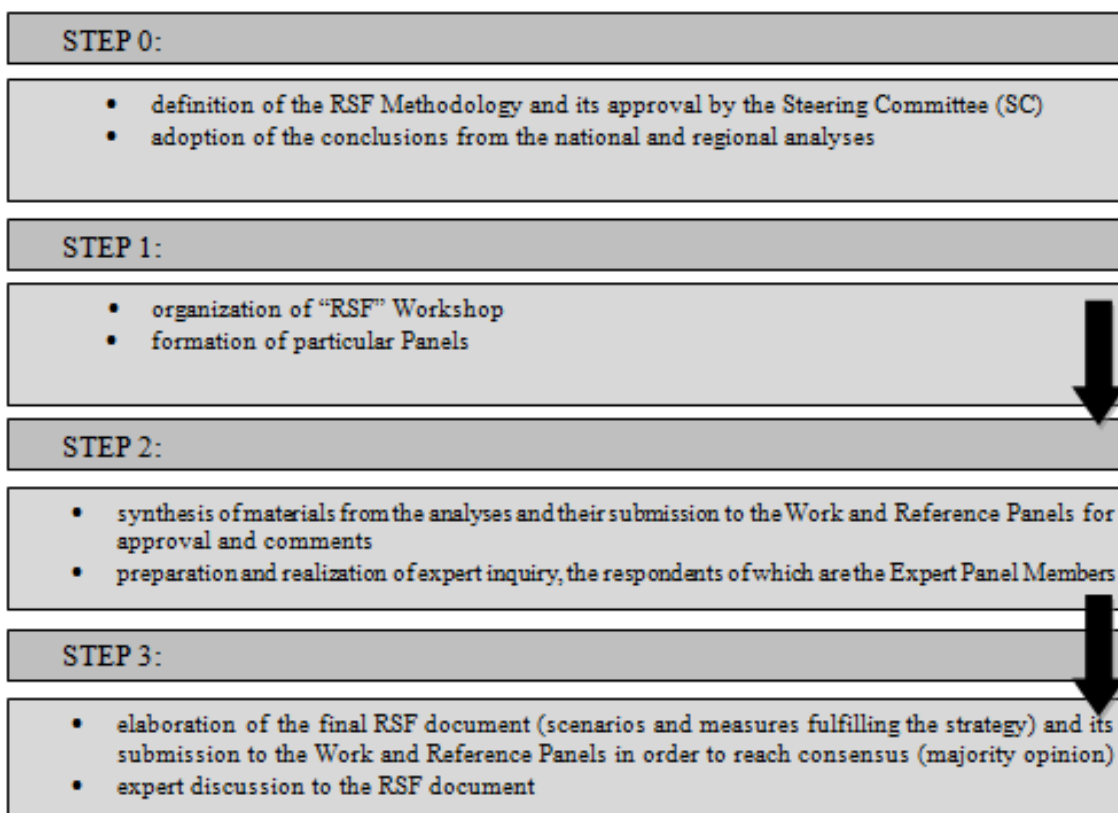 STEP 0:
• definition of the RSF Methodology and its approval by the Steering Committee (SC)
• adoption of the conclusions from the national and regional analyses
STEP 1:
• organization of “RSF” Workshop
• formation of particular Panels
STEP 2:
• synthesis of materials from the analyses and their submission to the Work and Reference Panels for
approval and comments
• preparation and realization of expert inquiry, the respondents of which are the Expert Panel Members
STEP 3:
• elaboration of the final RSF document (scenarios and measures fulfilling the strategy) and its
submission to the Work and Reference Panels in order to reach consensus (majority opinion)
• expert discussion to the RSF document